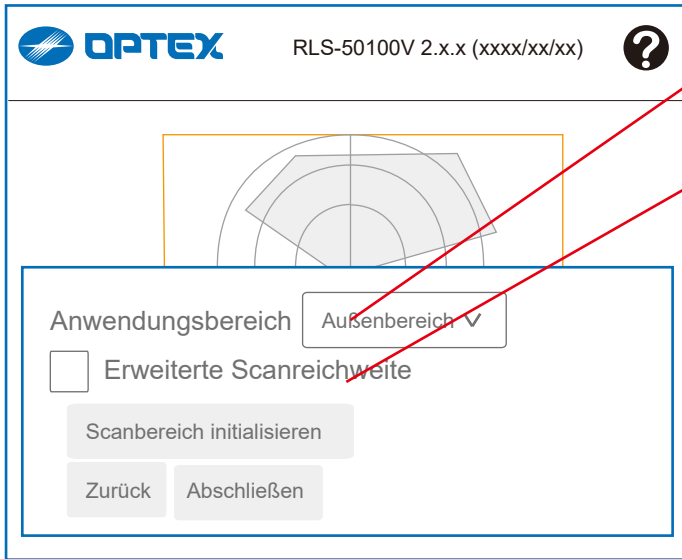 OPTEX RLS-50100V 2.x.x (xxxx/xx/xx) ?
Anwendungsbereich Außenbereich
Erweiterte Scanreichweite
Scanbereich initialisieren
Zurück Abschließen